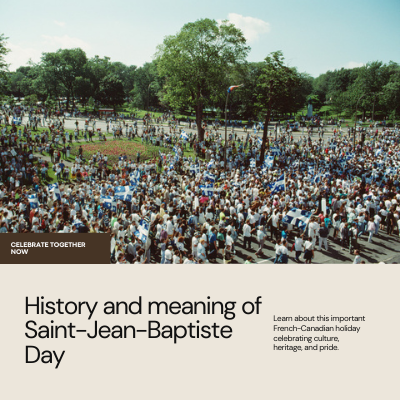 CELEBRATE TOGETHER
NOW
History and meaning of
Saint-Jean-Baptiste
Day
Learn about this important
French-Canadian holiday
celebrating culture,
heritage, and pride.